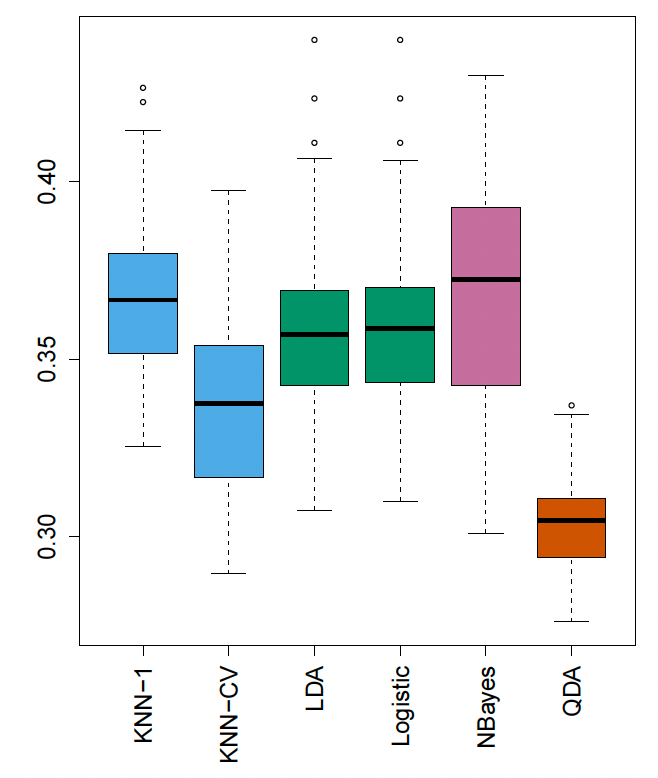 0.40
0.35
0.30
KNN−1
KNN−CV
LDA
Logistic
NBayes
QDA